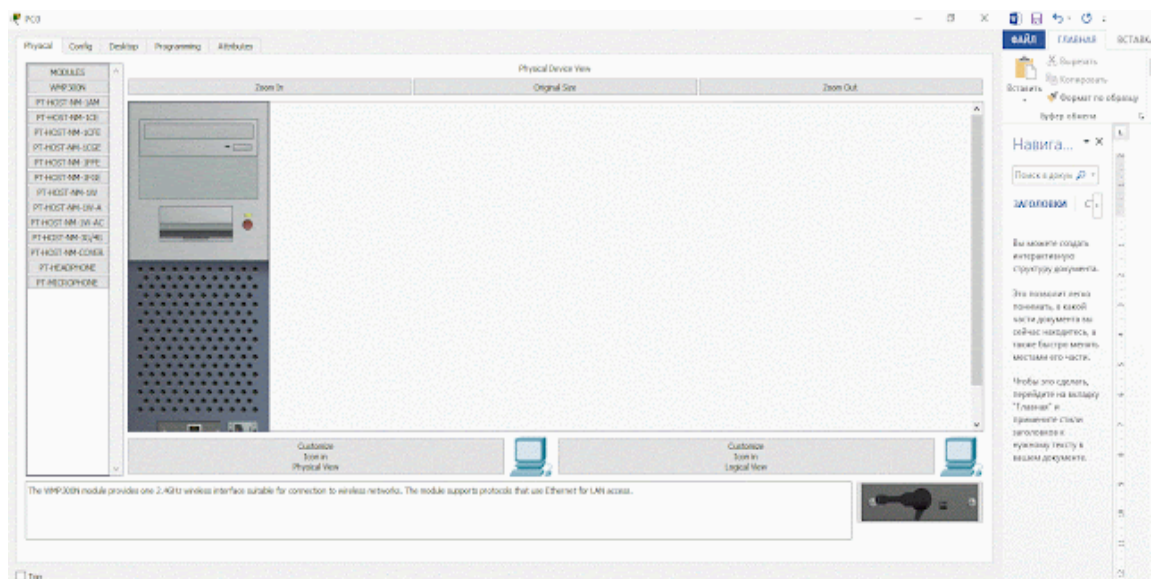 PC0
Physical Config Desktop Programming Attributes
MODULES
WMP300N
PT-HOST-NM-1AM
PT-HOST-NM-1CE
PT-HOST-NM-1CFE
PT-HOST-NM-1CGE
PT-HOST-NM-1FFE
PT-HOST-NM-1FGE
PT-HOST-NM-1W
PT-HOST-NM-1W-A
PT-HOST-NM-1W-AC
PT-HOST-NM-3G/4G
PT-HOST-NM-COVER
PT-HEADPHONE
PT-MICROPHONE
Physical Device View
Zoom In Original Size Zoom Out
Customize
Icon in
Physical View
Customize
Icon in
Logical View
The WMP300N module provides one 2.4GHz wireless interface suitable for connection to wireless networks. The module supports protocols that use Ethernet for LAN access.
Top
ФАЙЛ ГЛАВНАЯ ВСТАВКА
Вставить
Вырезать
Копировать
Формат по образцу
Буфер обмена
Навига...
Поиск в докум
ЗАГОЛОВКИ С
Вы можете создать
интерактивную
структуру документа.
Это позволит легко
понимать, в какой
части документа вы
сейчас находитесь, а
также быстро менять
местами его части.
Чтобы это сделать,
перейдите на вкладку
"Главная" и
примените стили
заголовков к
нужному тексту в
вашем документе.